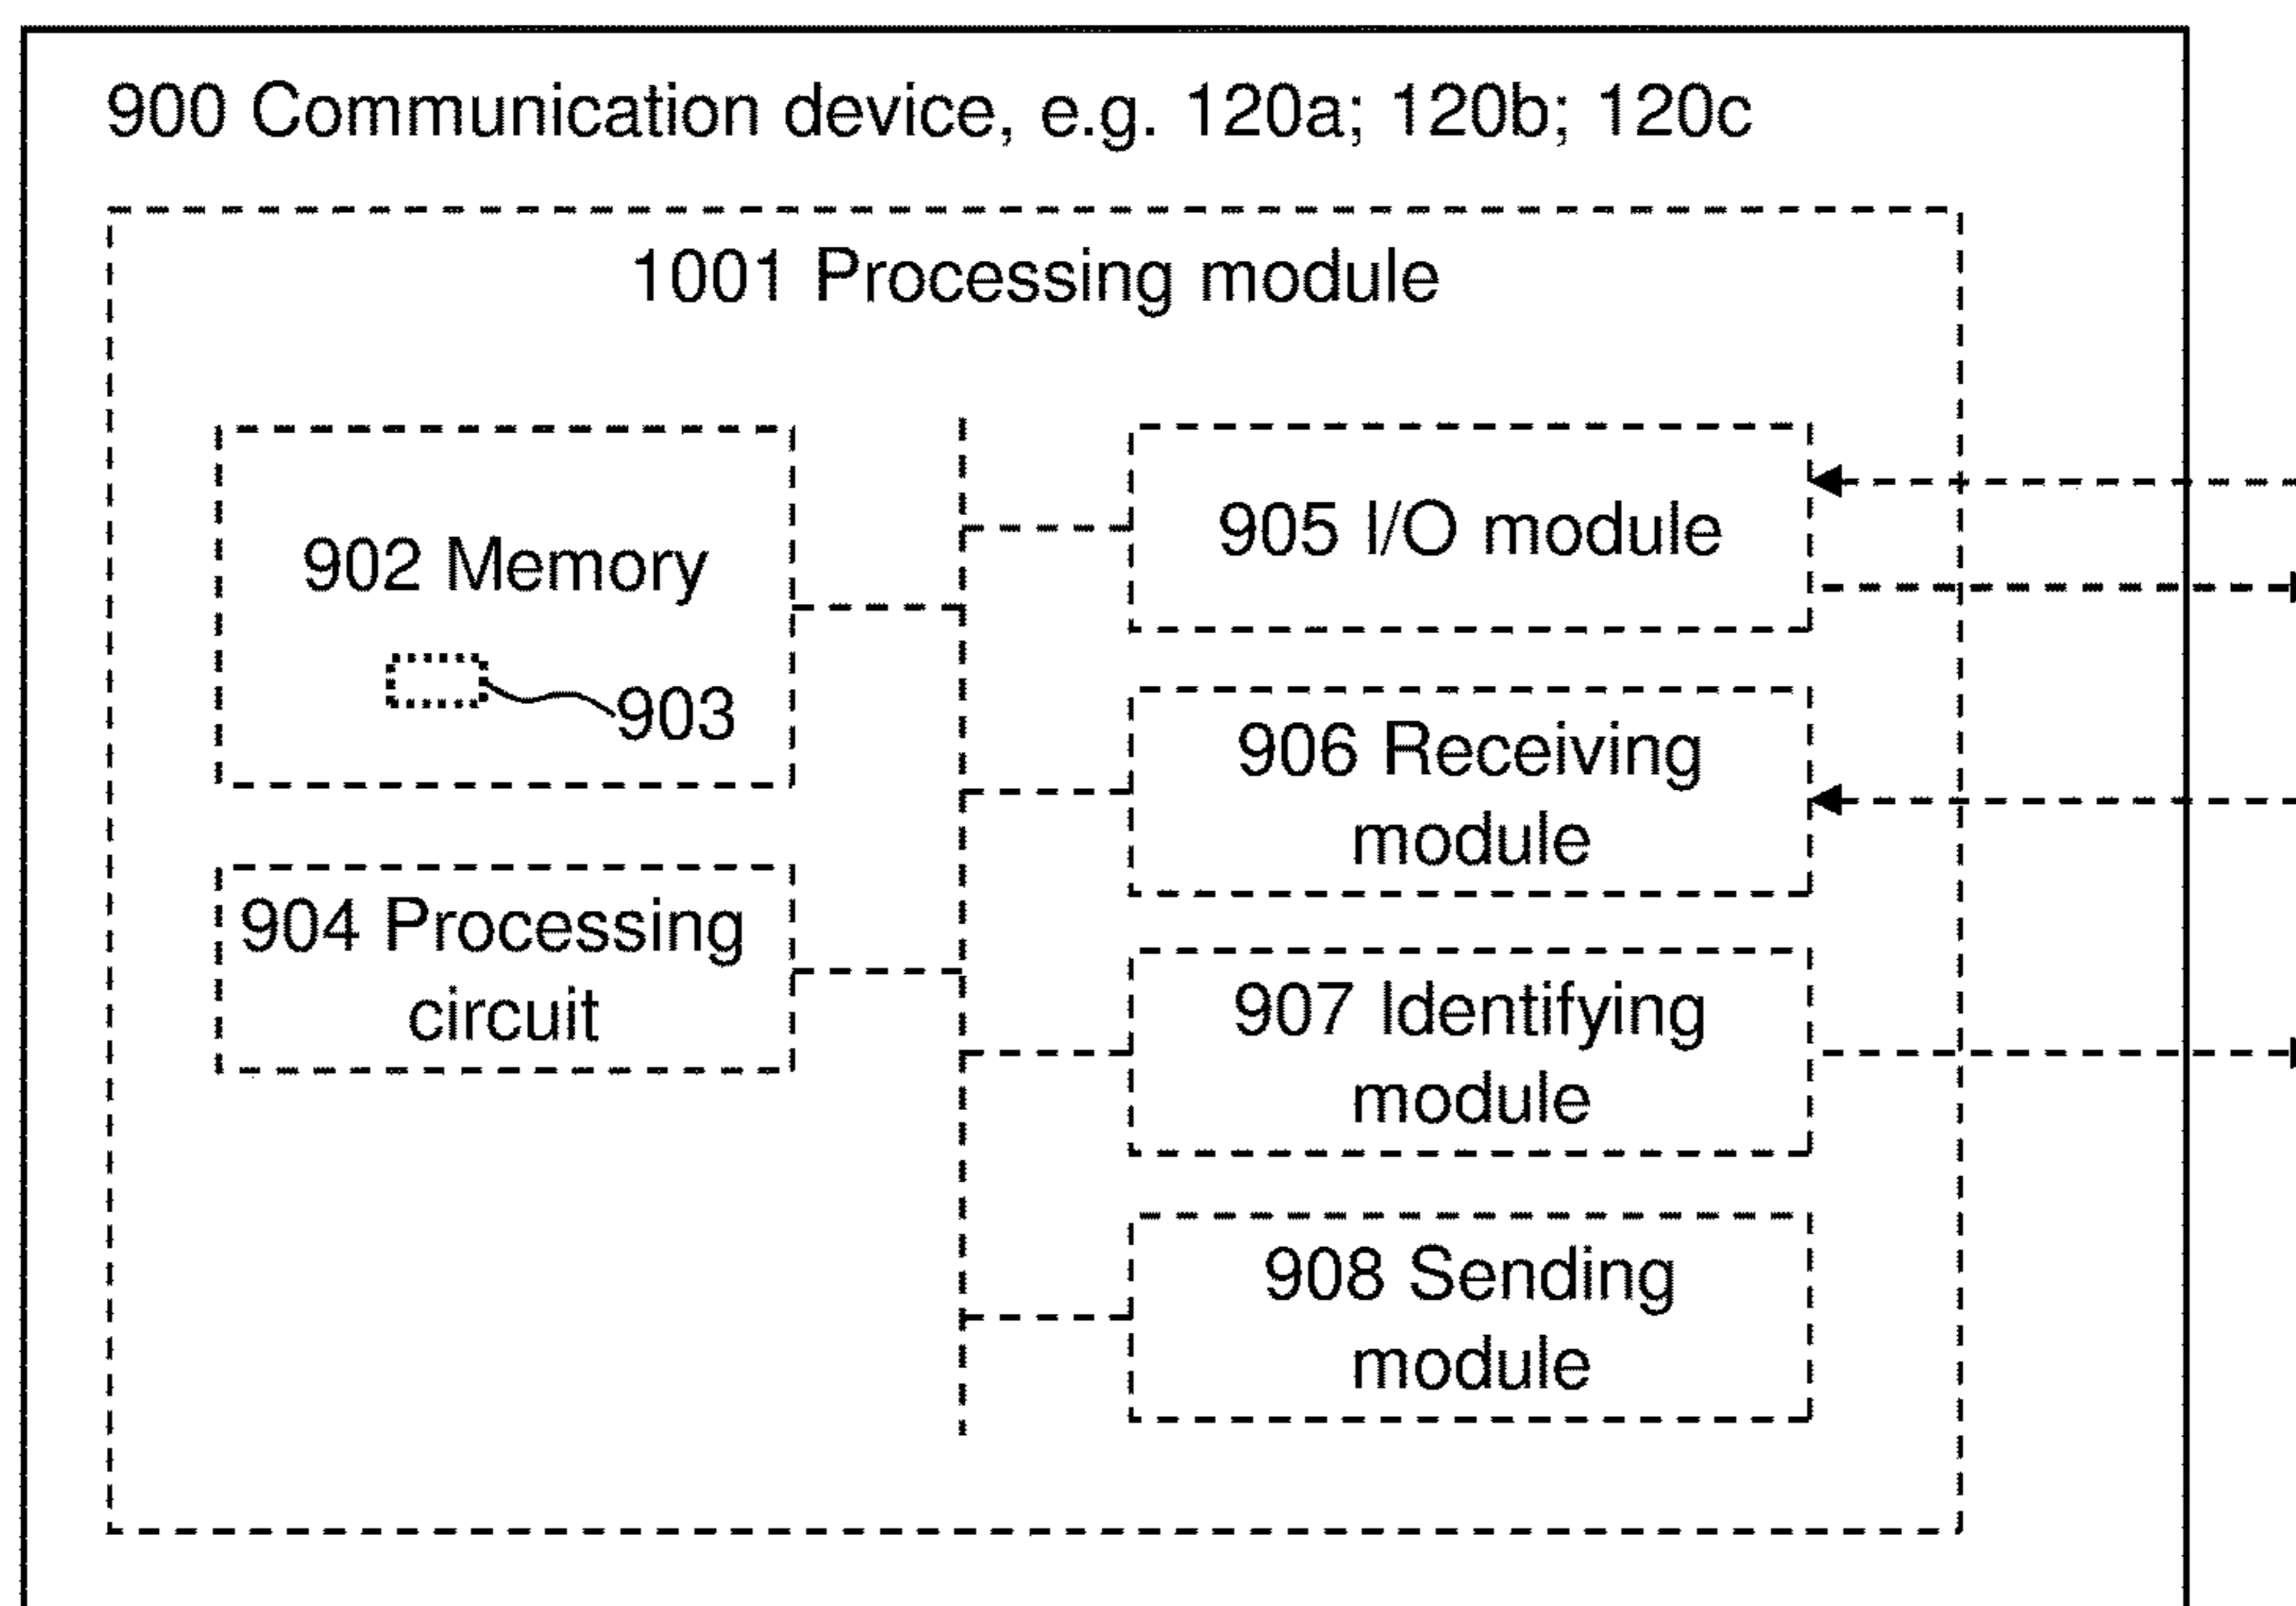 900 Communication device, e.g. 120a; 120b; 120c
1001 Processing module
902 Memory
903
904 Processing
circuit
905 I/O module
906 Receiving
module
907 Identifying
module
908 Sending
module